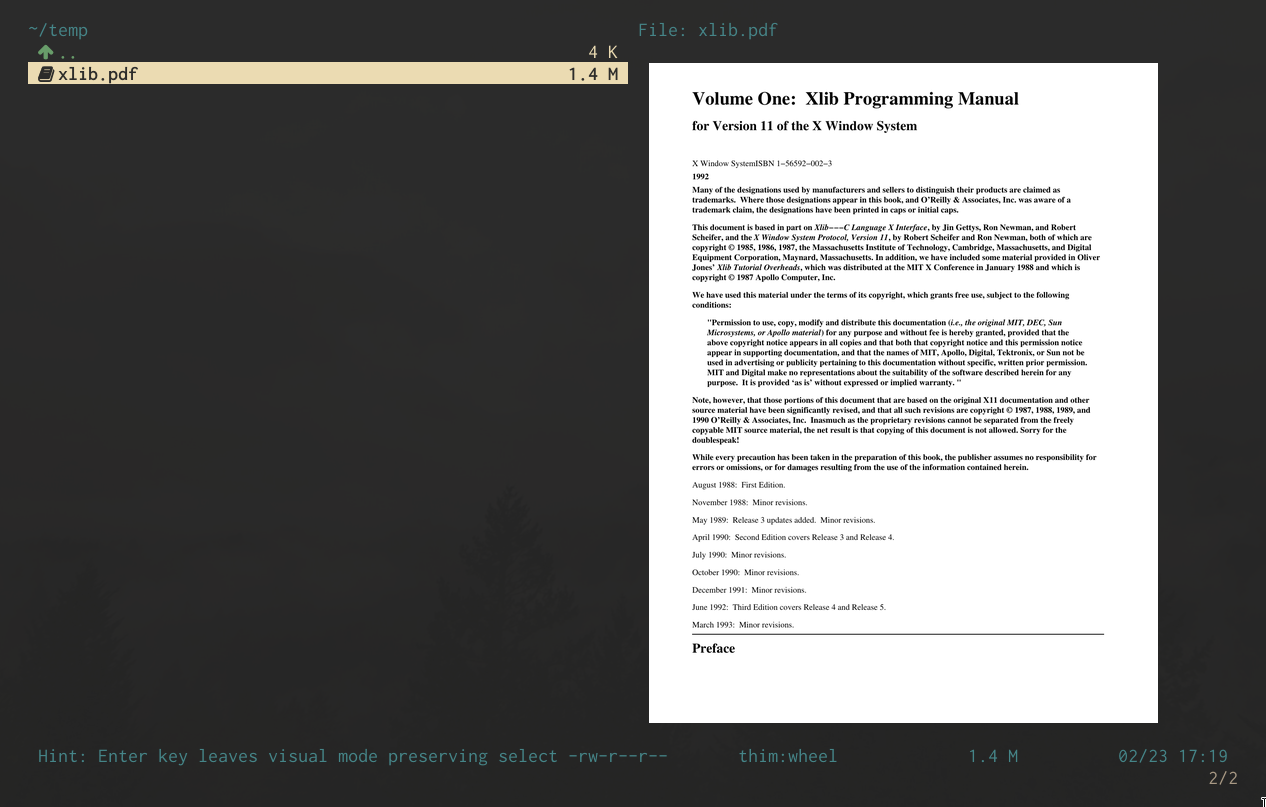 ~/temp
.. 4 K
xlib.pdf 1.4 M
File: xlib.pdf
Volume One:  Xlib Programming Manual
for Version 11 of the X Window System
X Window SystemISBN 1−56592−002−3
1992
Many of the designations used by manufacturers and sellers to distinguish their products are claimed as
trademarks.  Where those designations appear in this book, and O’Reilly & Associates, Inc. was aware of a
trademark claim, the designations have been printed in caps or initial caps.
This document is based in part on Xlib−−−C Language X Interface, by Jin Gettys, Ron Newman, and Robert
Scheifer, and the X Window System Protocol, Version 11, by Robert Scheifer and Ron Newman, both of which are
copyright © 1985, 1986, 1987, the Massachusetts Institute of Technology, Cambridge, Massachusetts, and Digital
Equipment Corporation, Maynard, Massachusetts. In addition, we have included some material provided in Oliver
Jones’ Xlib Tutorial Overheads, which was distributed at the MIT X Conference in January 1988 and which is
copyright © 1987 Apollo Computer, Inc.
We have used this material under the terms of its copyright, which grants free use, subject to the following
conditions:
"Permission to use, copy, modify and distribute this documentation (i.e., the original MIT, DEC, Sun
Microsystems, or Apollo material) for any purpose and without fee is hereby granted, provided that the
above copyright notice appears in all copies and that both that copyright notice and this permission notice
appear in supporting documentation, and that the names of MIT, Apollo, Digital, Tektronix, or Sun not be
used in advertising or publicity pertaining to this documentation without specific, written prior permission.
MIT and Digital make no representations about the suitability of the software described herein for any
purpose.  It is provided ‘as is’ without expressed or implied warranty. "
Note, however, that those portions of this document that are based on the original X11 documentation and other
source material have been significantly revised, and that all such revisions are copyright © 1987, 1988, 1989, and
1990 O’Reilly & Associates, Inc.  Inasmuch as the proprietary revisions cannot be separated from the freely
copyable MIT source material, the net result is that copying of this document is not allowed. Sorry for the
doublespeak!
While every precaution has been taken in the preparation of this book, the publisher assumes no responsibility for
errors or omissions, or for damages resulting from the use of the information contained herein.
August 1988:  First Edition.
November 1988:  Minor revisions.
May 1989:  Release 3 updates added.  Minor revisions.
April 1990:  Second Edition covers Release 3 and Release 4.
July 1990:  Minor revisions.
October 1990:  Minor revisions.
December 1991:  Minor revisions.
June 1992:  Third Edition covers Release 4 and Release 5.
March 1993:  Minor revisions.
Preface
Hint: Enter key leaves visual mode preserving select -rw-r--r-- thim:wheel 1.4 M 02/23 17:19
2/2